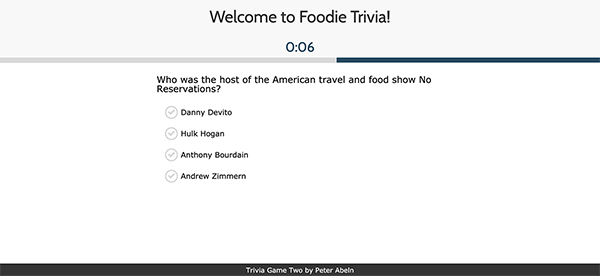 Welcome to Foodie Trivia!
0:06
Who was the host of the American travel and food show No
Reservations?
Danny Devito
Hulk Hogan
Anthony Bourdain
Andrew Zimmern
Trivia Game Two by Peter Abeln